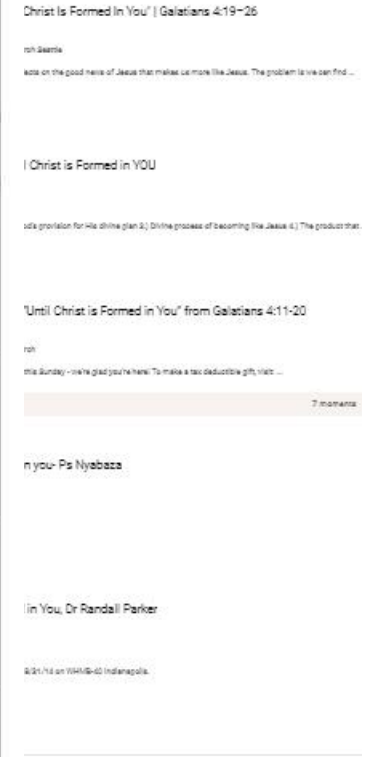 Christ Is Formed In You" | Galatians 4:19-26
rch Seattle
ects on the good news of Jesus that makes us more like Jesus. The problem is we can find ...
l Christ is Formed in YOU
od's provision for His divine plan 3.) Divine process of becoming like Jesus 4.) The product that
"Until Christ is Formed in You" from Galatians 4:11-20
rch
this Sunday - we're glad you're here! To make a tax deductible gift, visit: ...
7 moments
n you- Ps Nyabaza
in You, Dr Randall Parker
8/31/14 on WHMB-40 Indianapolis.